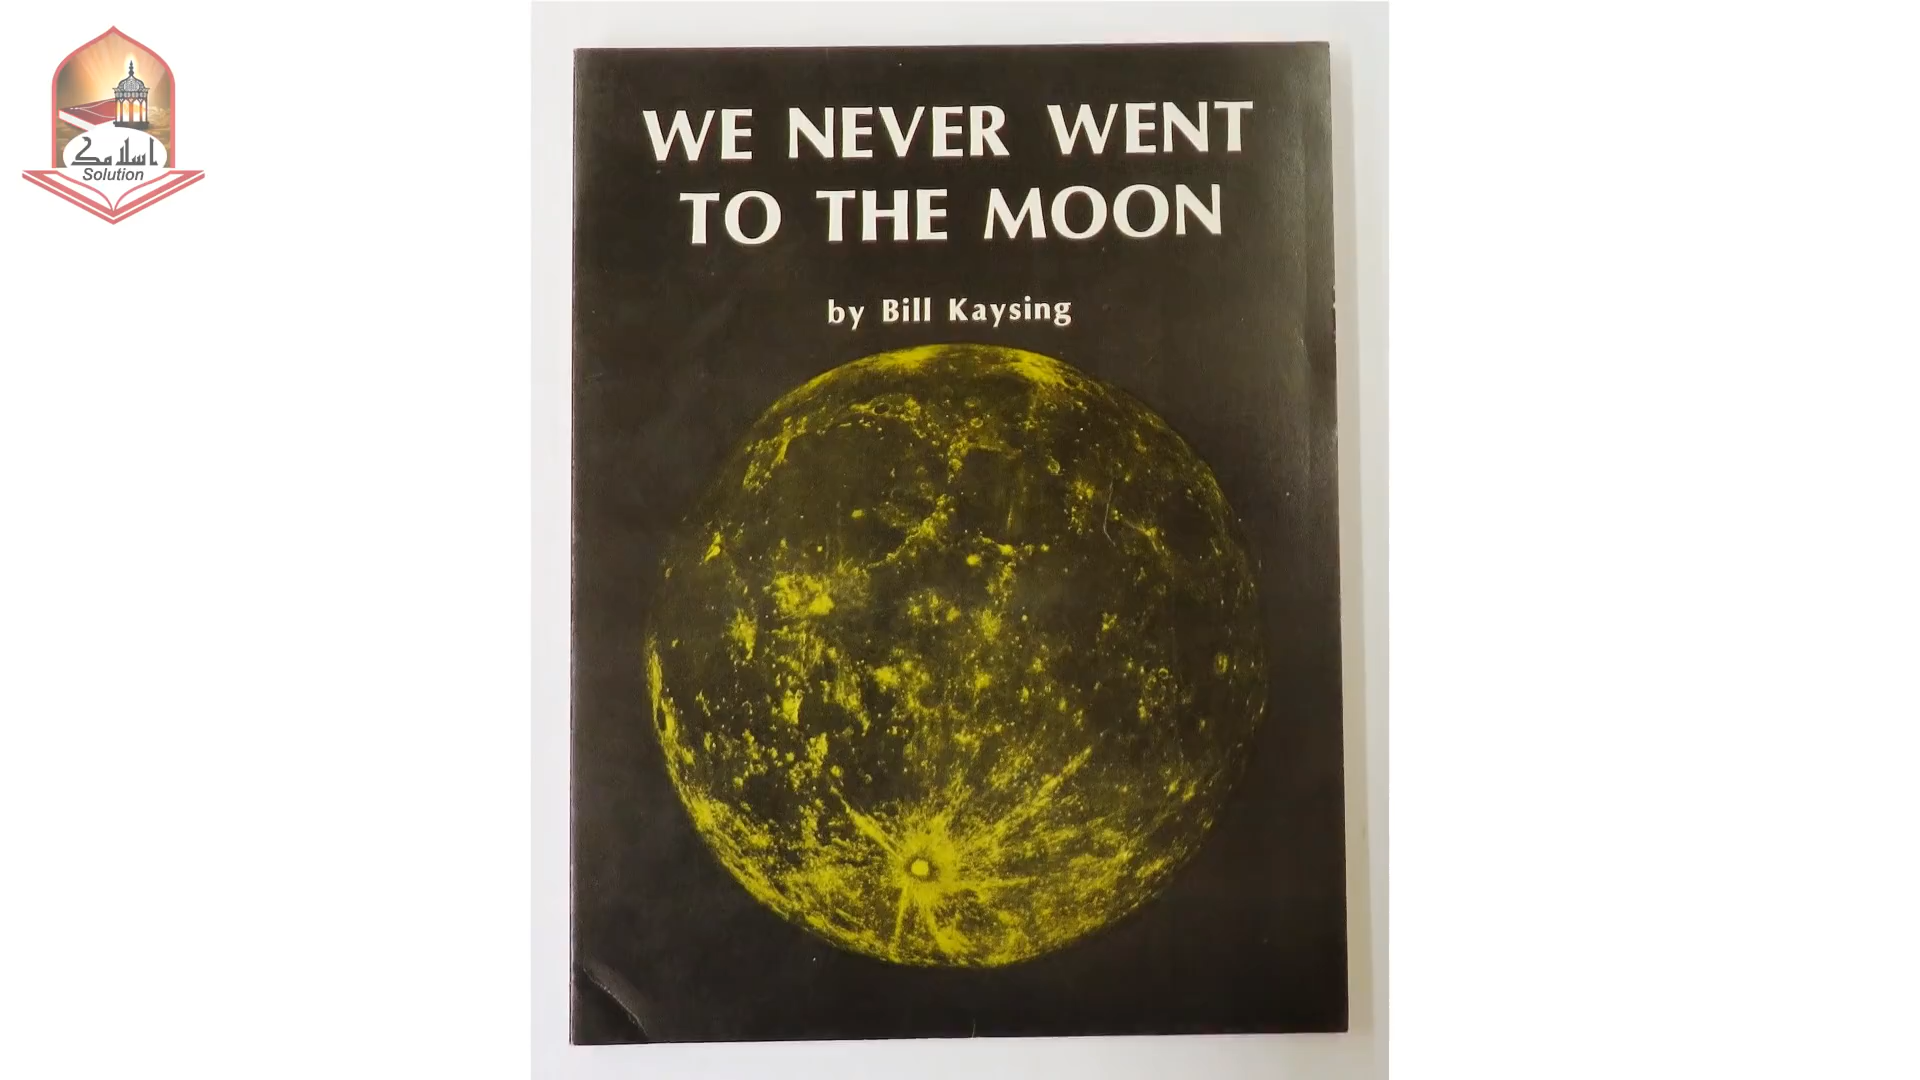 اسلامک
Solution
WE NEVER WENT
TO THE MOON
by Bill Kaysing